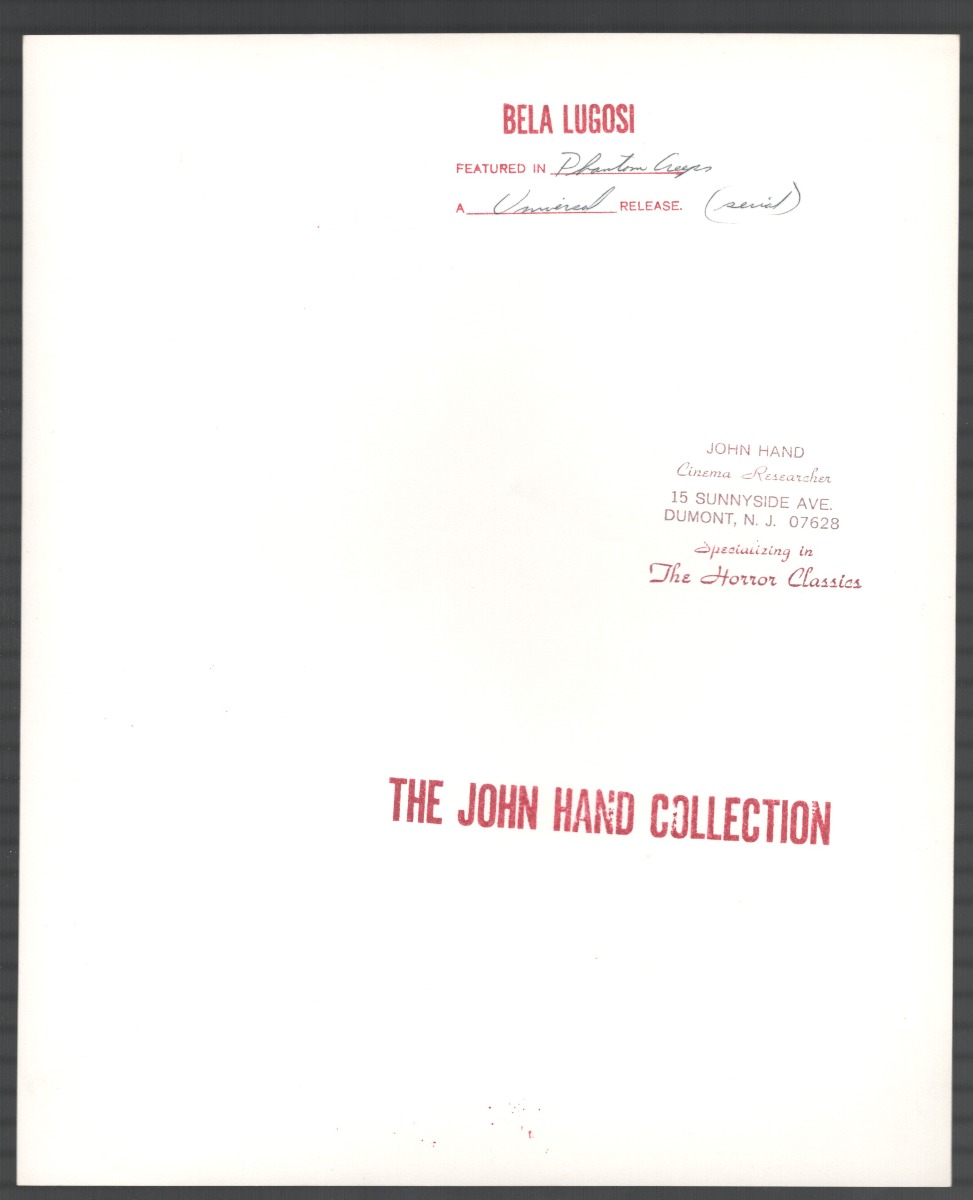 BELA LUGOSI
FEATURED IN Phantom Creeps
A Universal RELEASE. (serial)
JOHN HAND
Cinema Researcher
15 SUNNYSIDE AVE.
DUMONT, N. J. 07628
Specializing in
The Horror Classics
THE JOHN HAND COLLECTION